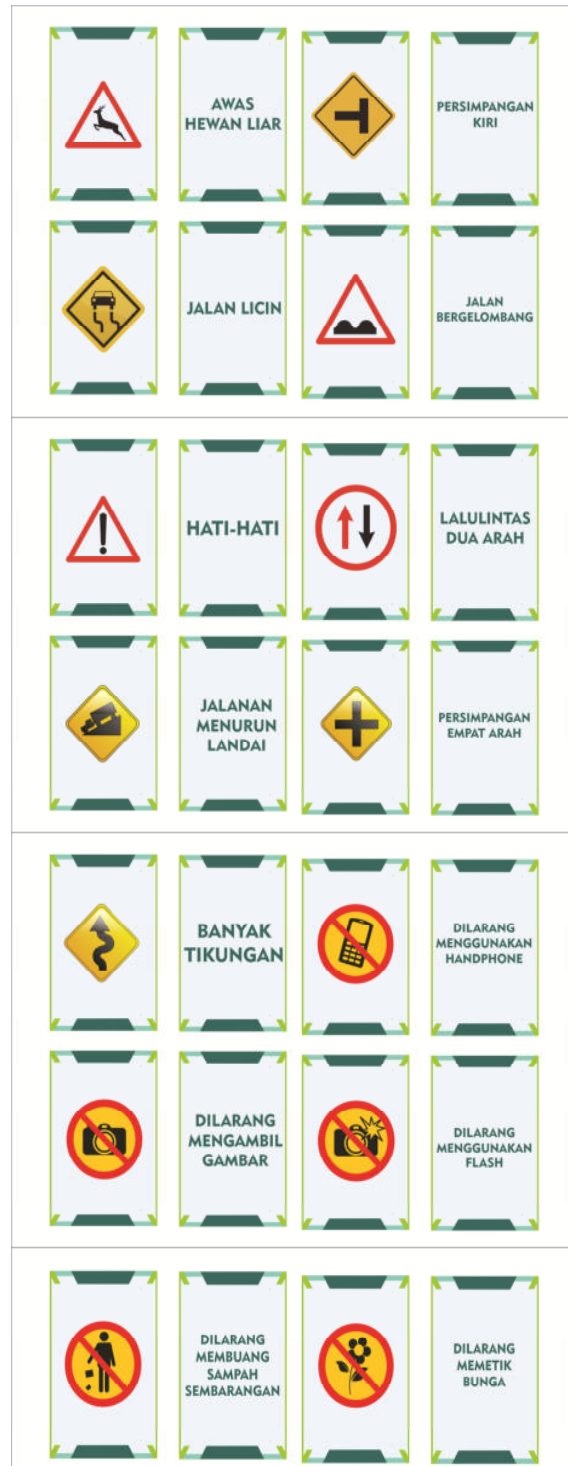 AWAS
HEWAN LIAR
PERSIMPANGAN
KIRI
JALAN LICIN
JALAN
BERGELOMBANG
HATI-HATI
LALULINTAS
DUA ARAH
JALANAN
MENURUN
LANDAI
PERSIMPANGAN
EMPAT ARAH
BANYAK
TIKUNGAN
DILARANG
MENGGUNAKAN
HANDPHONE
DILARANG
MENGAMBIL
GAMBAR
DILARANG
MENGGUNAKAN
FLASH
DILARANG
MEMBUANG
SAMPAH
SEMBARANGAN
DILARANG
MEMETIK
BUNGA